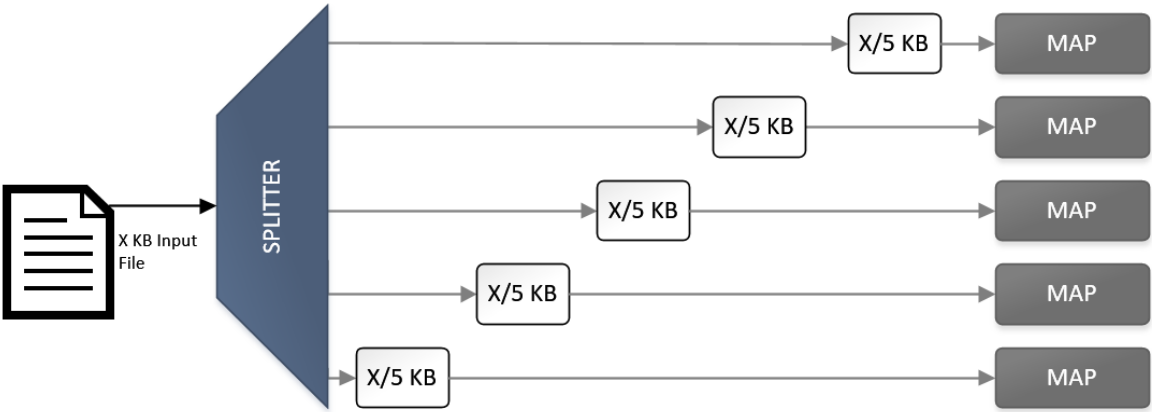 X/5 KB
MAP
X/5 KB
MAP
SPLITTER
X/5 KB
MAP
X KB Input
File
X/5 KB
MAP
X/5 KB
MAP